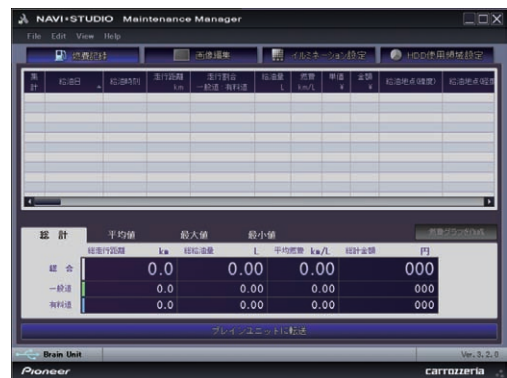 NAVI*STUDIO Maintenance Manager
File Edit View Help
燃費記録 画像編集 イルミネーション設定 HDD使用領域設定
集計 給油日 給油時刻 走行距離 km 走行割合 一般道 有料道 給油量 L 燃費 km/L 単価 ¥ 金額 ¥ 給油地点(緯度) 給油地点(経度
総 計 平均値 最大値 最小値
総走行距離 km 総給油量 L 平均燃費 km/L 総計金額 円
総 合 0.0 0.00 0.00 000
一般道 0.0 0.00 0.00 000
有料道 0.0 0.00 0.00 000
ブレインユニットに転送
Brain Unit Ver. 3. 2. 0
Pioneer carrozzeria